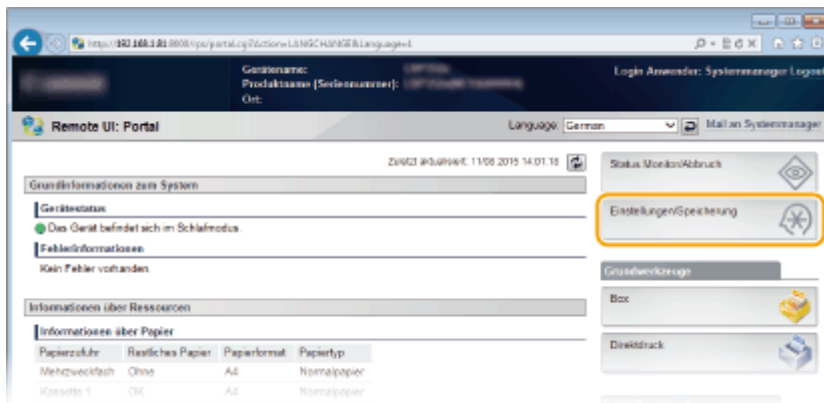 Gerätename:
Produktname (Seriennummer):
Ort:
Login Anwender: Systemmanager Logout
Remote UI: Portal
Language: German
Mail an Systemmanager
Zuletzt aktualisiert: 11/08 2015 14:01:18
Grundinformationen zum System
Gerätestatus
Das Gerät befindet sich im Schlafmodus.
Fehlerinformationen
Kein Fehler vorhanden.
Informationen über Ressourcen
Informationen über Papier
Papierzufuhr Restliches Papier Papierformat Papiertyp
Mehrzweckfach Ohne A4 Normalpapier
Kassette 1 OK A4 Normalpapier
Status Monitor/Abbruch
Einstellungen/Speicherung
Grundwerkzeuge
Box
Direktdruck